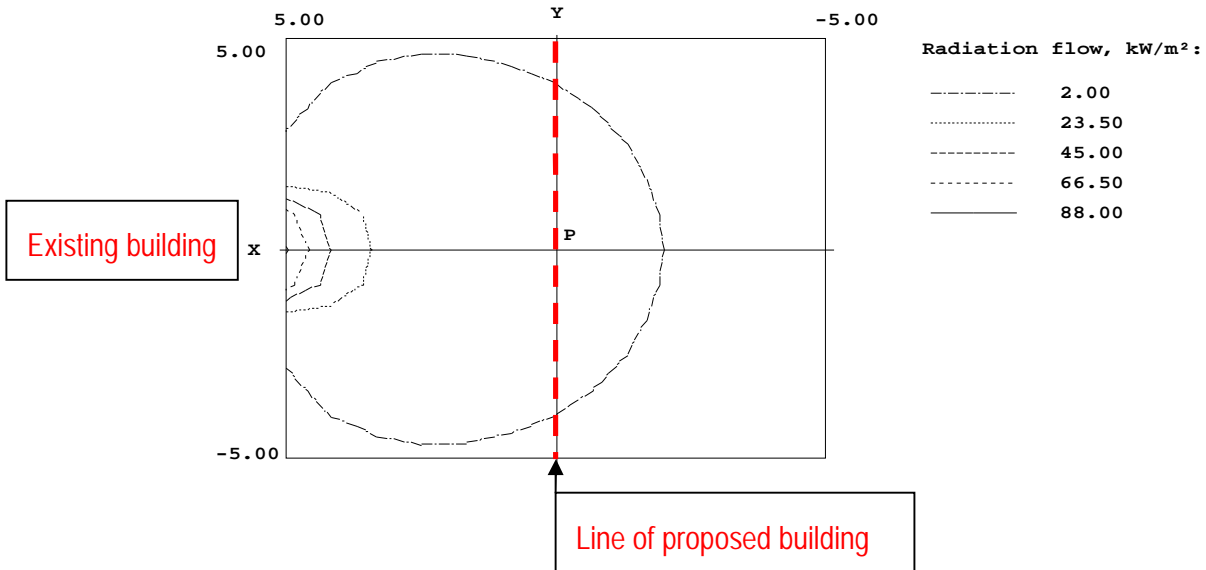 5.00 Y -5.00
5.00
Radiation flow, kW/m²:
2.00
23.50
45.00
66.50
88.00
Existing building
X
P
-5.00
Line of proposed building